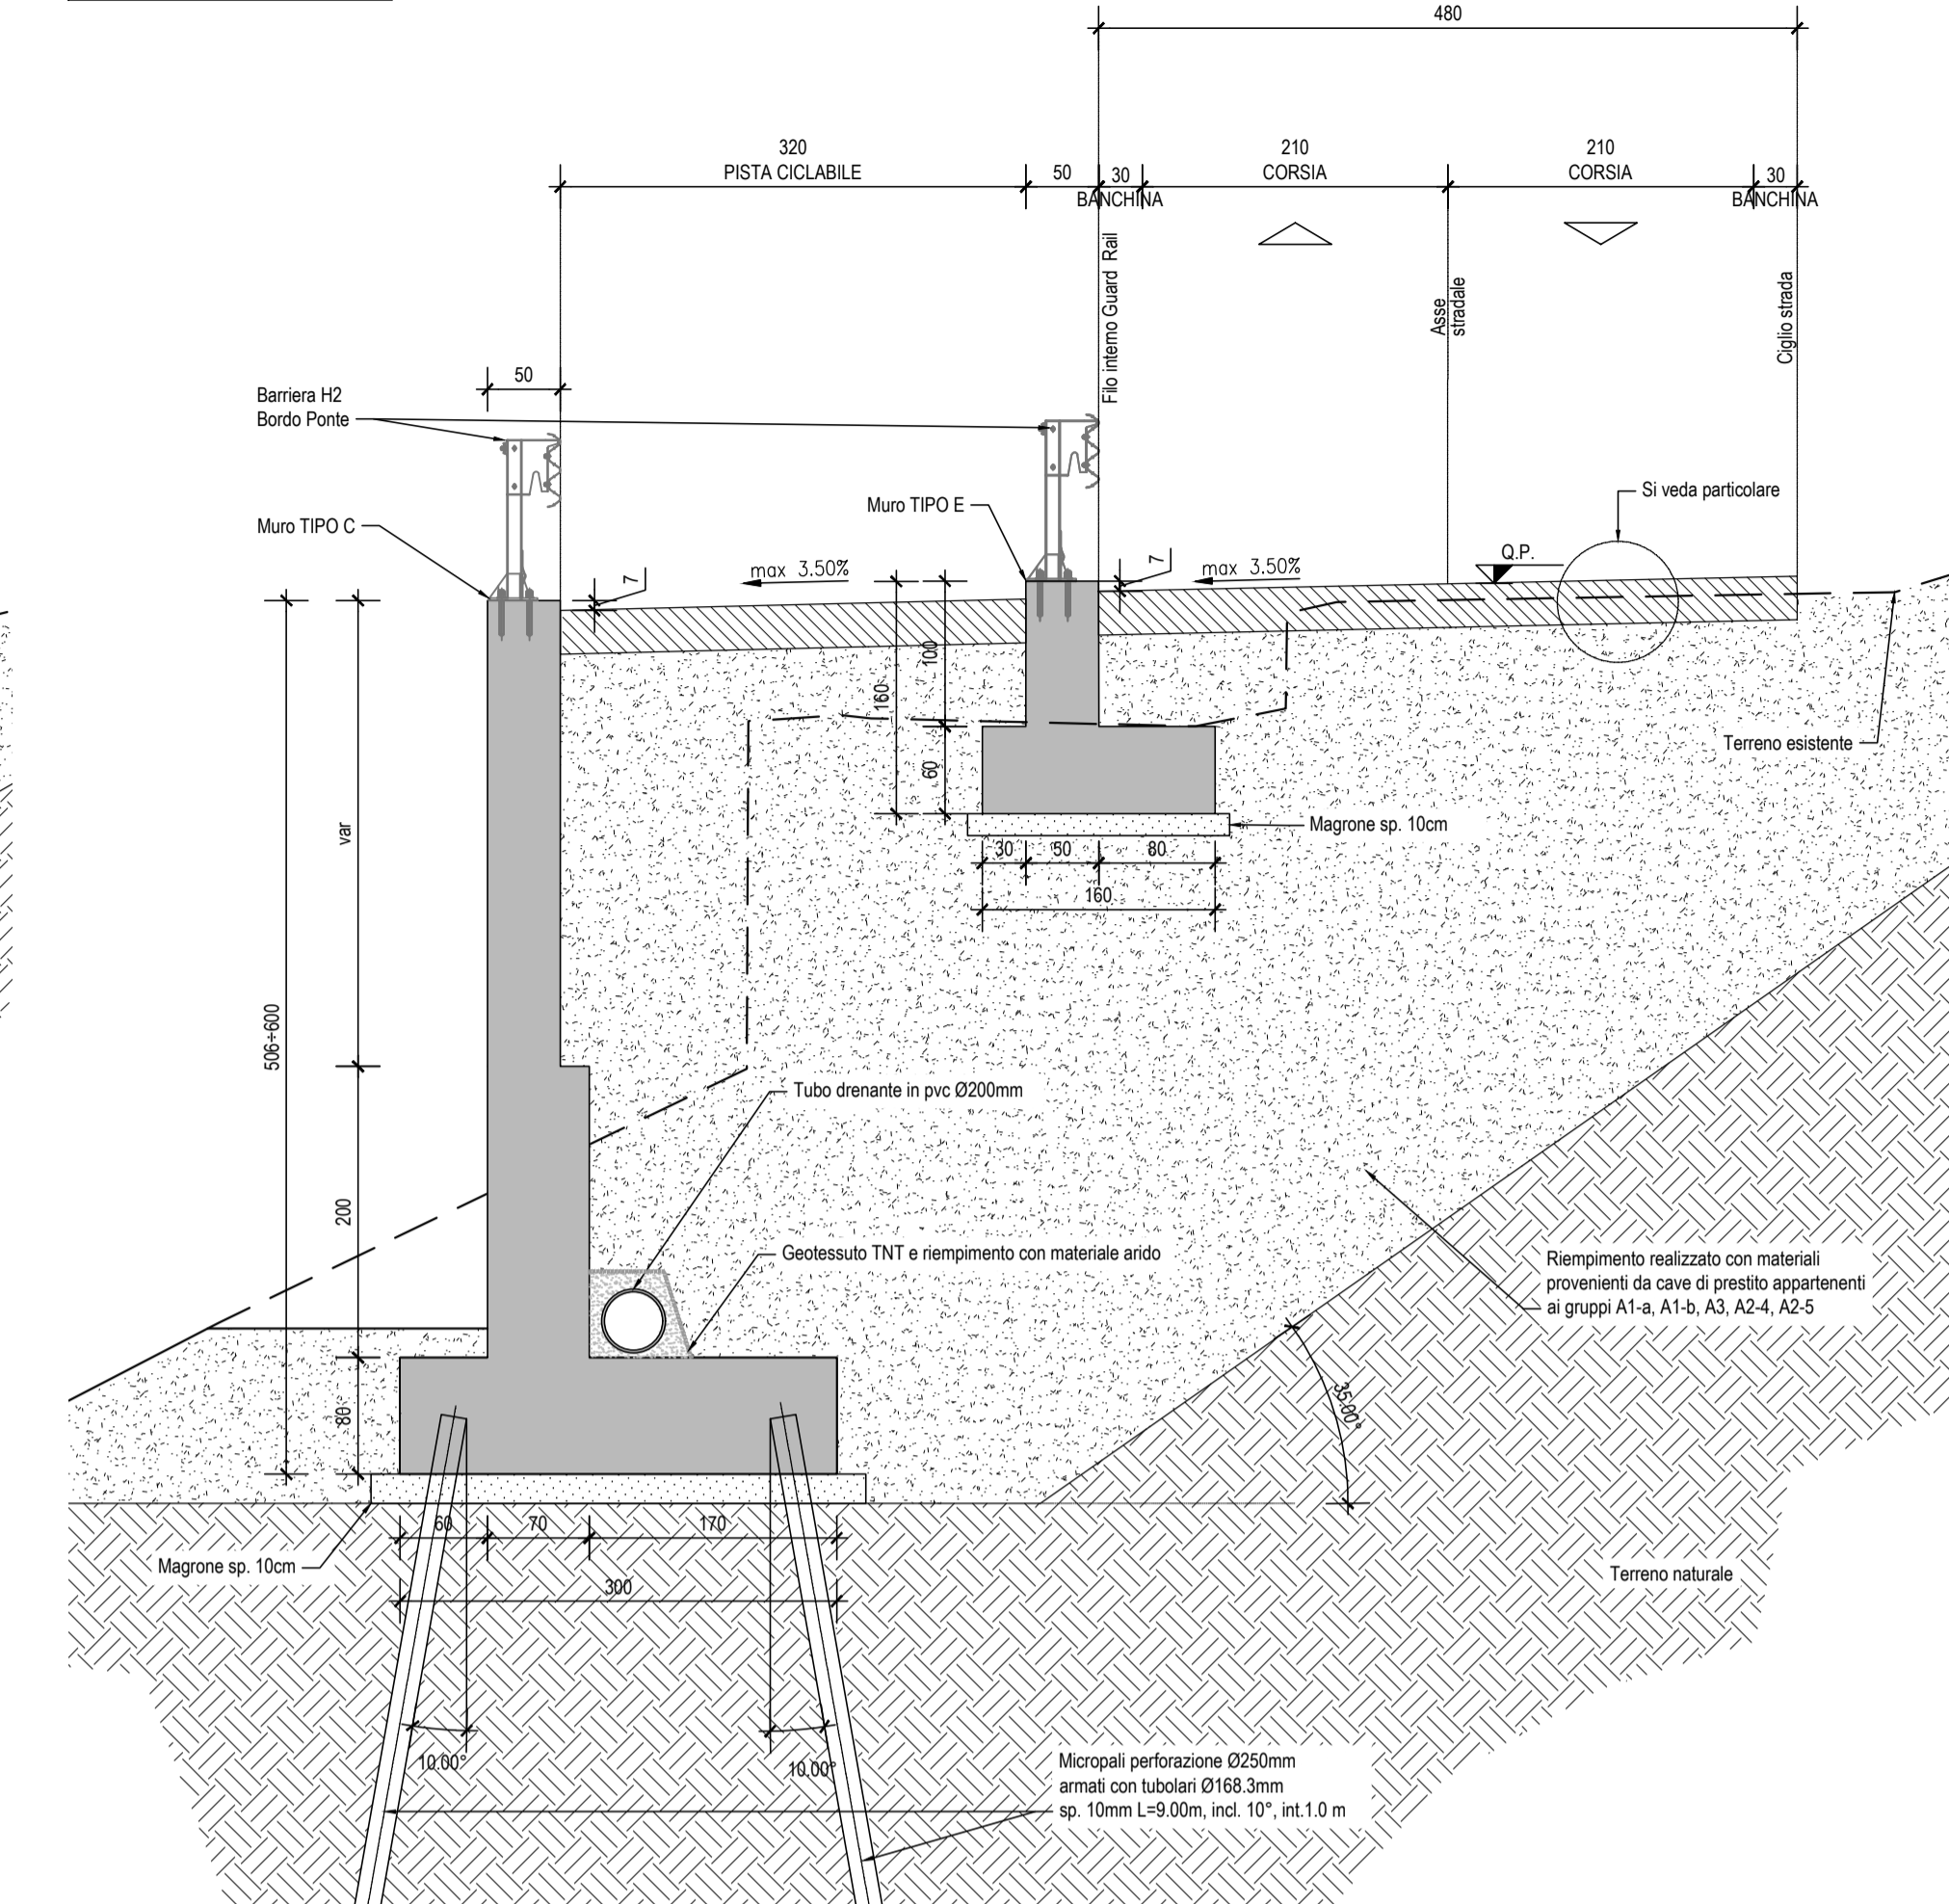 480
320
PISTA CICLABILE
50
30
BANCHINA
210
CORSIA
210
CORSIA
30
BANCHINA
Filo interno Guard Rail
Asse
stradale
Ciglio strada
50
Barriera H2
Bordo Ponte
Muro TIPO C
Muro TIPO E
Si veda particolare
Q.P.
7
max 3.50%
7
max 3.50%
100
160
60
Terreno esistente
Magrone sp. 10cm
30
50
80
160
var
506÷600
200
80
Tubo drenante in pvc Ø200mm
Geotessuto TNT e riempimento con materiale arido
Riempimento realizzato con materiali
provenienti da cave di prestito appartenenti
ai gruppi A1-a, A1-b, A3, A2-4, A2-5
35.00°
60
70
170
300
Magrone sp. 10cm
Terreno naturale
10.00°
10.00°
Micropali perforazione Ø250mm
armati con tubolari Ø168.3mm
sp. 10mm L=9.00m, incl. 10°, int.1.0 m